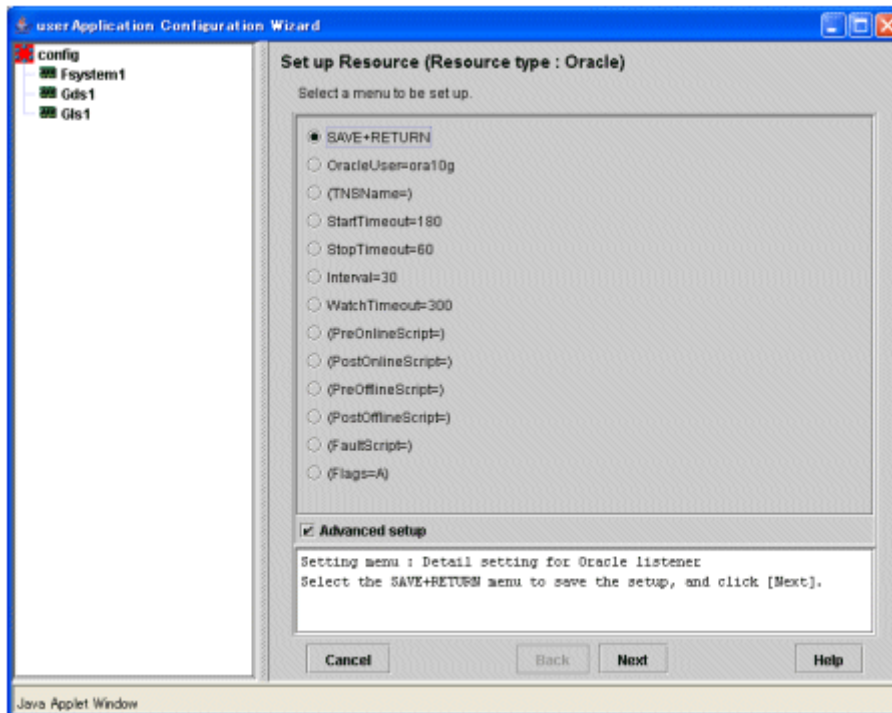 userApplication Configuration Wizard
config
Fsystem1
Gds1
Gls1
Set up Resource (Resource type : Oracle)
Select a menu to be set up.
SAVE+RETURN
OracleUser=ora10g
(TNSName=)
StartTimeout=180
StopTimeout=60
Interval=30
WatchTimeout=300
(PreOnlineScript=)
(PostOnlineScript=)
(PreOfflineScript=)
(PostOfflineScript=)
(FaultScript=)
(Flags=A)
Advanced setup
Setting menu : Detail setting for Oracle listener
Select the SAVE+RETURN menu to save the setup, and click [Next].
Cancel Back Next Help
Java Applet Window